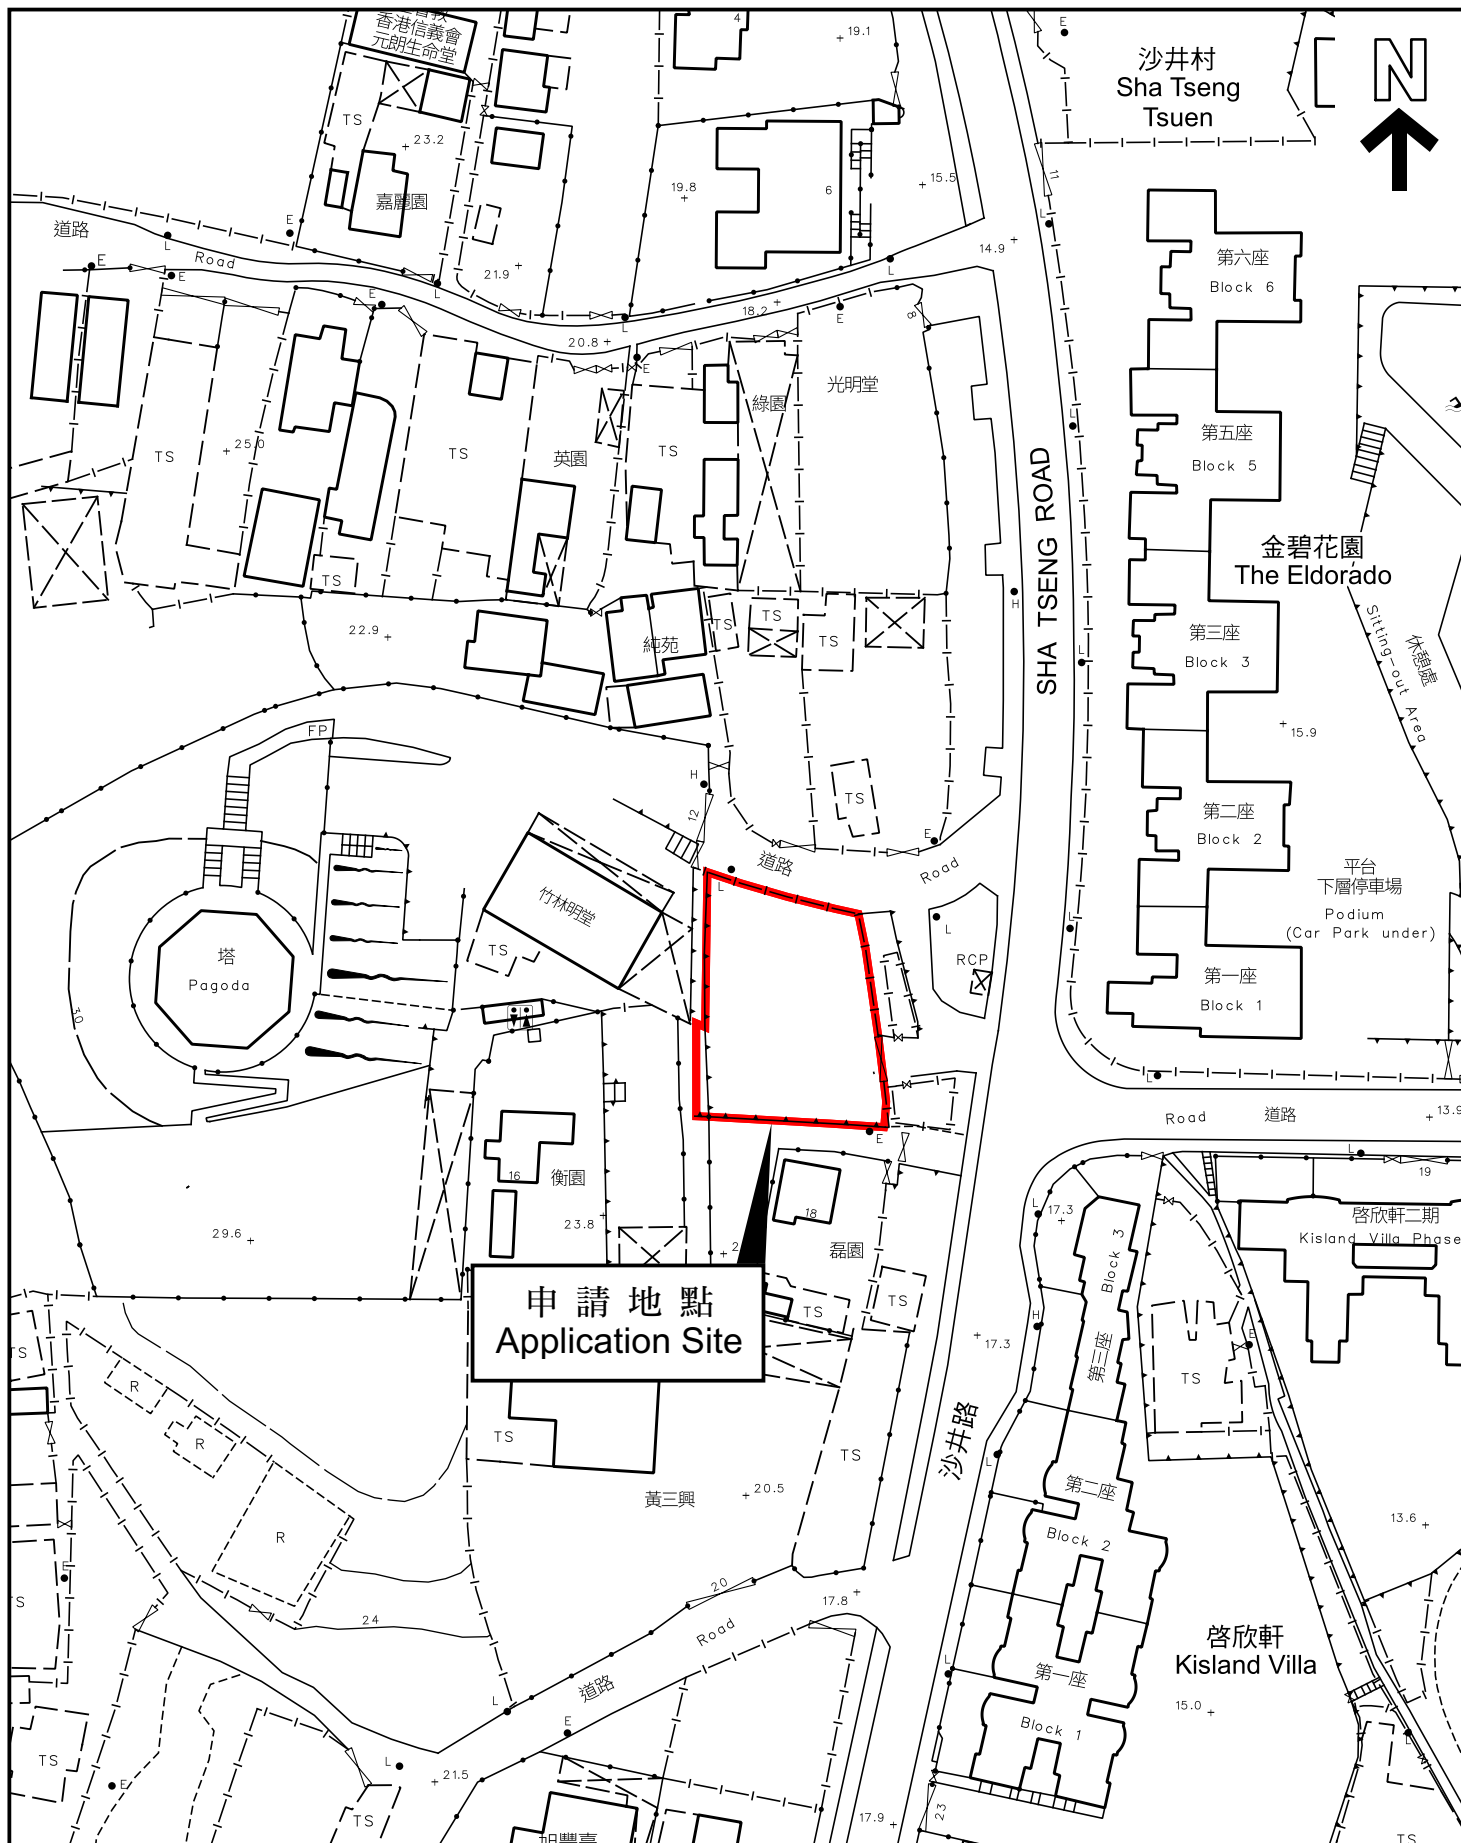 香港信義會
元朗生命堂
4
19.1
E
沙井村
Sha Tseng
Tsuen
N
TS
23.2
嘉麗園
19.8
6
15.5
11
L
14.9
道路
Road
E
L
E
E
E
L
21.9
18.2
L
E
8
20.8
L
E
第六座
Block 6
光明堂
綠園
英園
TS
25.0
TS
TS
TS
L
第五座
Block 5
SHA TSENG ROAD
金碧花園
The Eldorado
22.9
純苑
TS
TS
TS
H
L
第三座
Block 3
Sitting-out Area
休憩處
15.9
FP
H
12
TS
E
第二座
Block 2
道路
Road
L
竹林明堂
TS
塔
Pagoda
30
L
RCP
L
平台
下層停車場
Podium
(Car Park under)
第一座
Block 1
L
Road
道路
13.9
E
16
衡園
23.8
18
磊園
29.6
L
17.3
L
19
啓欣軒二期
Kisland Villa Phase
Block 3
第三座
申請地點
Application Site
TS
TS
17.3
H
E
TS
TS
R
R
R
TS
TS
沙井路
L
第二座
Block 2
黃三興
20.5
13.6
E
24
20
Road
道路
17.8
啓欣軒
Kisland Villa
第一座
Block 1
15.0
L
L
E
L
21.5
TS
E
TS
17.9
23
L
TS